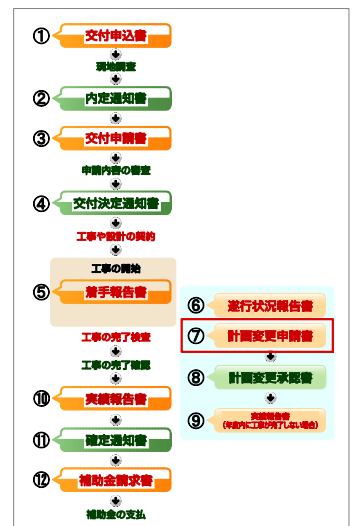 ① 交付申込書
現地調査
② 内定通知書
③ 交付申請書
申請内容の審査
④ 交付決定通知書
工事や設計の契約
工事の開始
⑤ 着手報告書
⑥ 遂行状況報告書
⑦ 計画変更申請書
⑧ 計画変更承認書
⑨ 実績報告書
(年度内に工事が完了しない場合)
工事の完了検査
工事の完了確認
⑩ 実績報告書
⑪ 確定通知書
⑫ 補助金請求書
補助金の支払